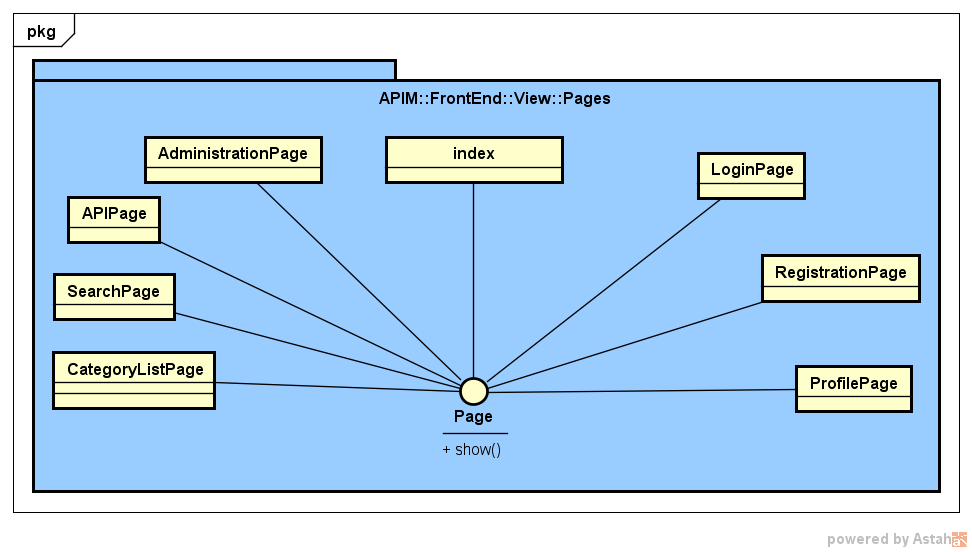 pkg
APIM::FrontEnd::View::Pages
AdministrationPage
index
LoginPage
APIPage
RegistrationPage
SearchPage
CategoryListPage
ProfilePage
Page
+ show()
powered by Astah